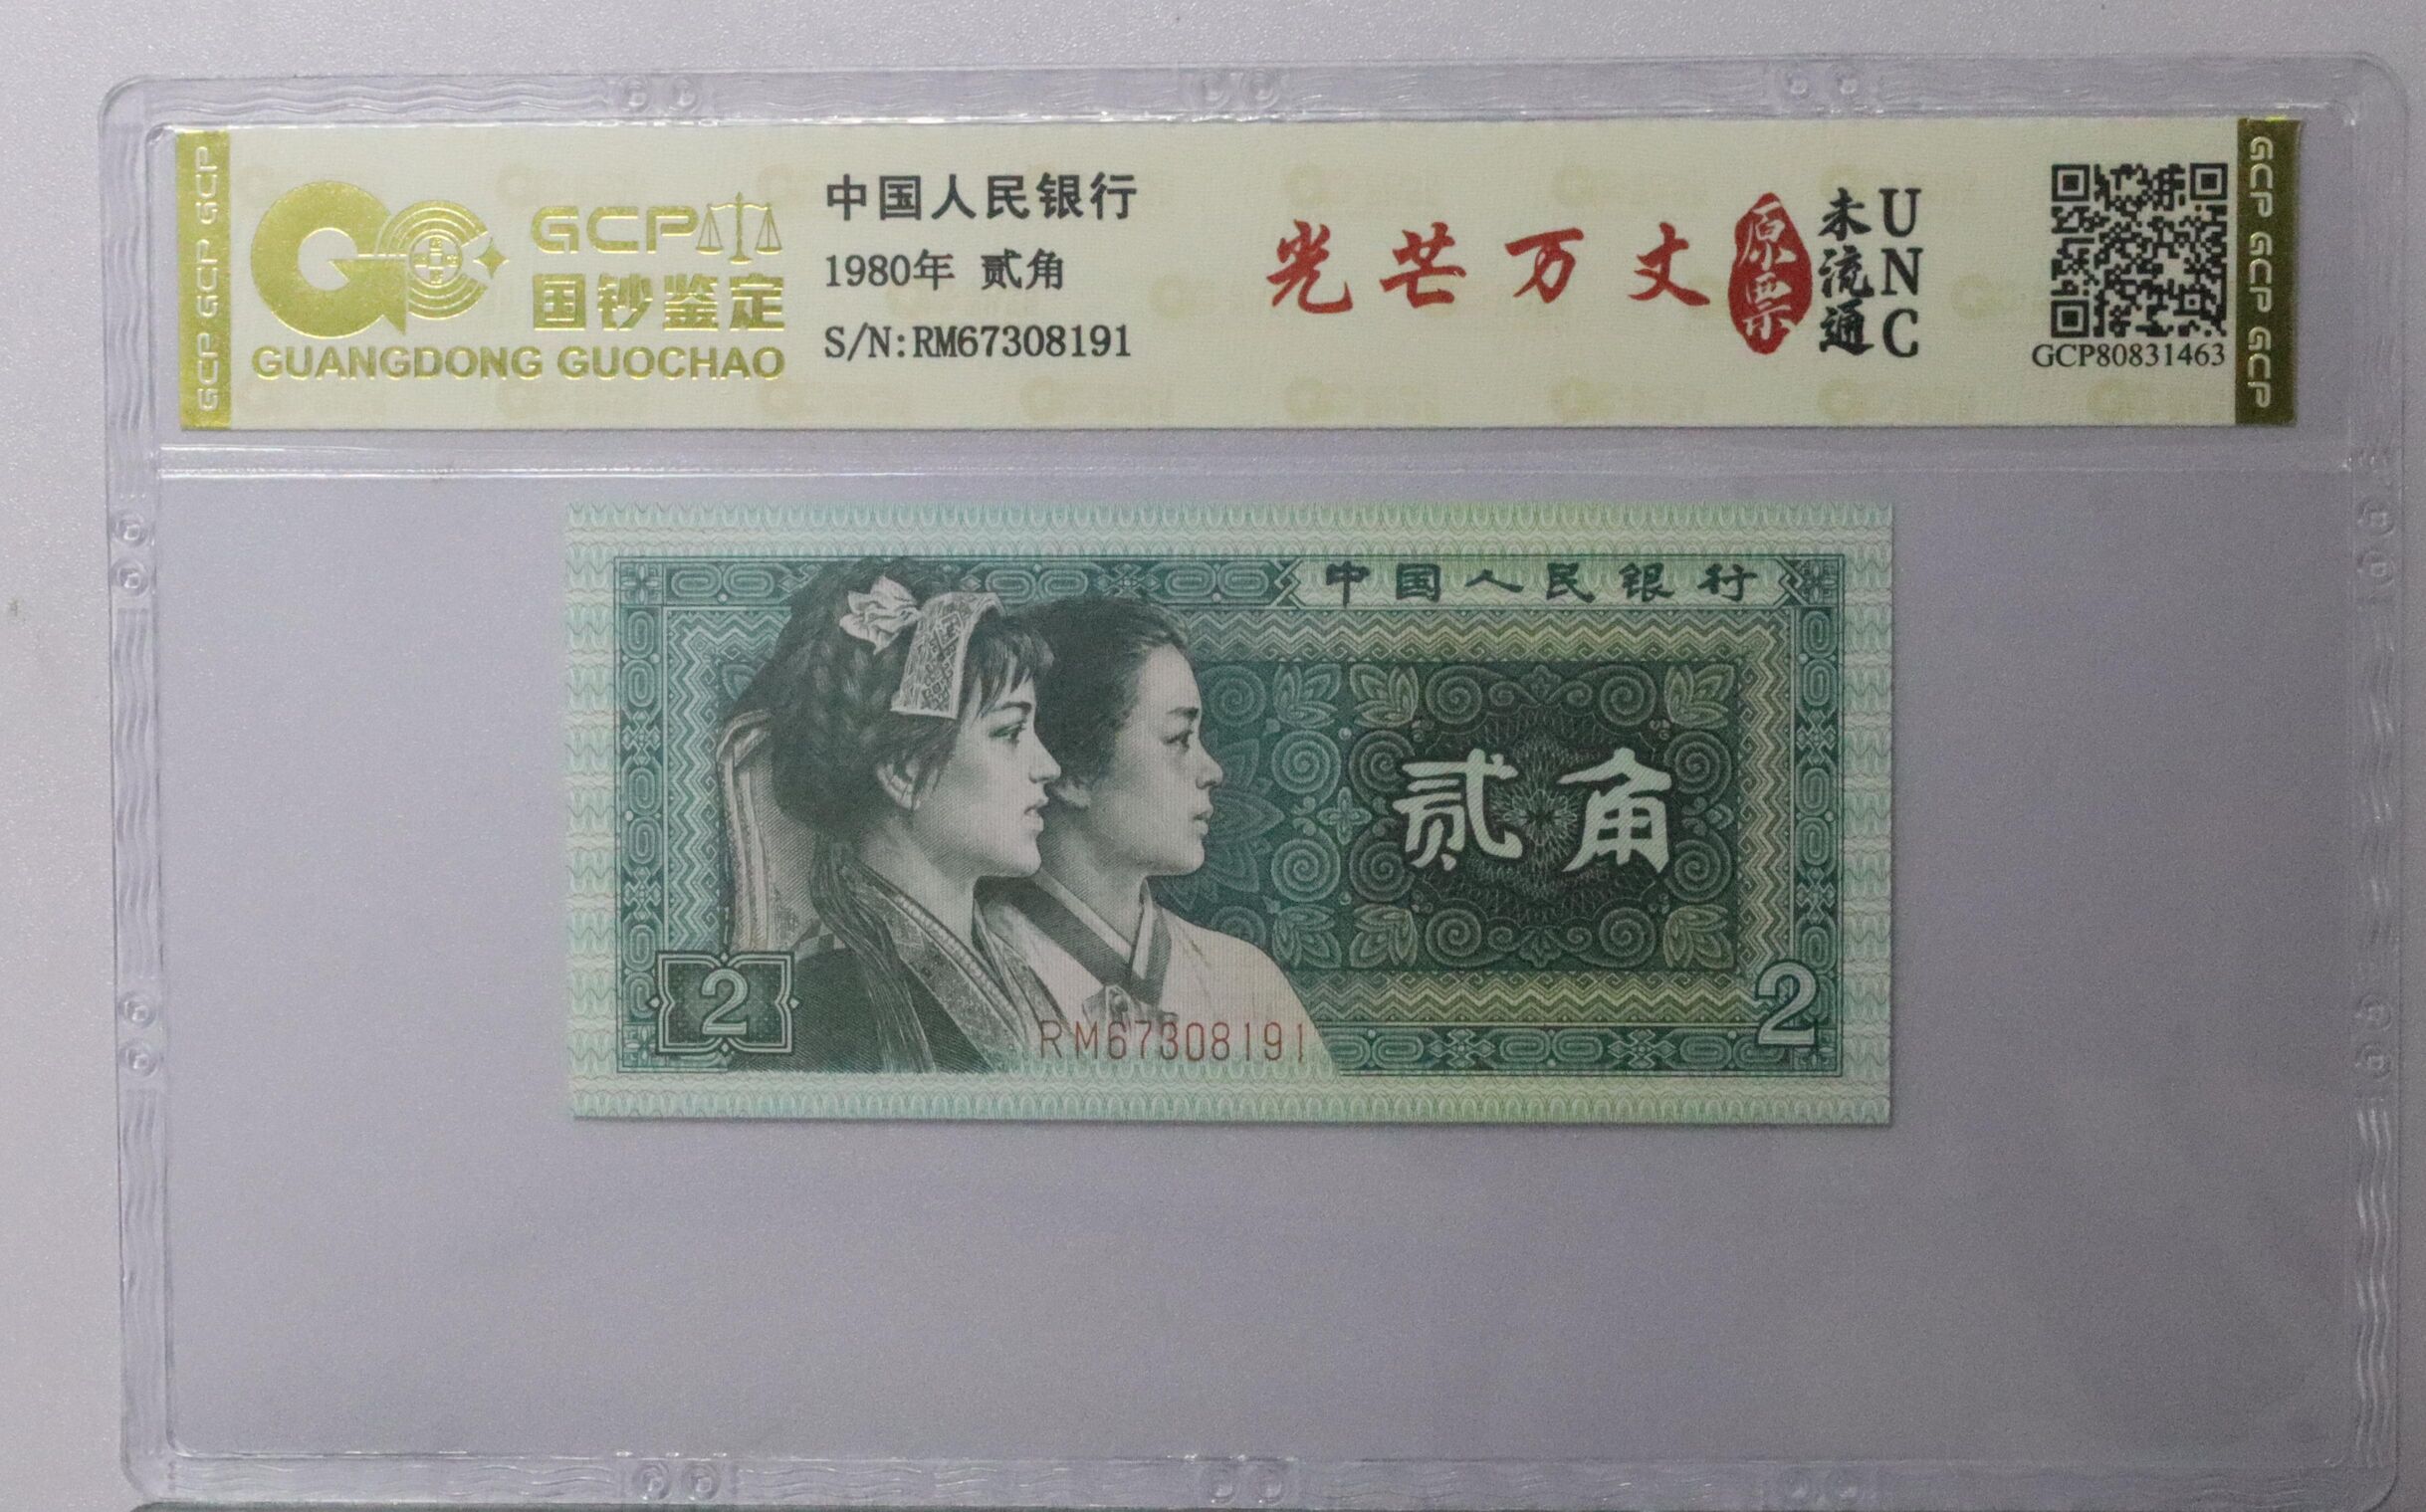 GCP GCP GCP
GCP
国钞鉴定
GUANGDONG GUOCHAO
中国人民银行
1980年 贰角
S/N:RM67308191
光芒万丈
原票
未流通
UNC
GCP80831463
GCP GCP GCP
中国人民银行
贰角
2
2
RM67308191